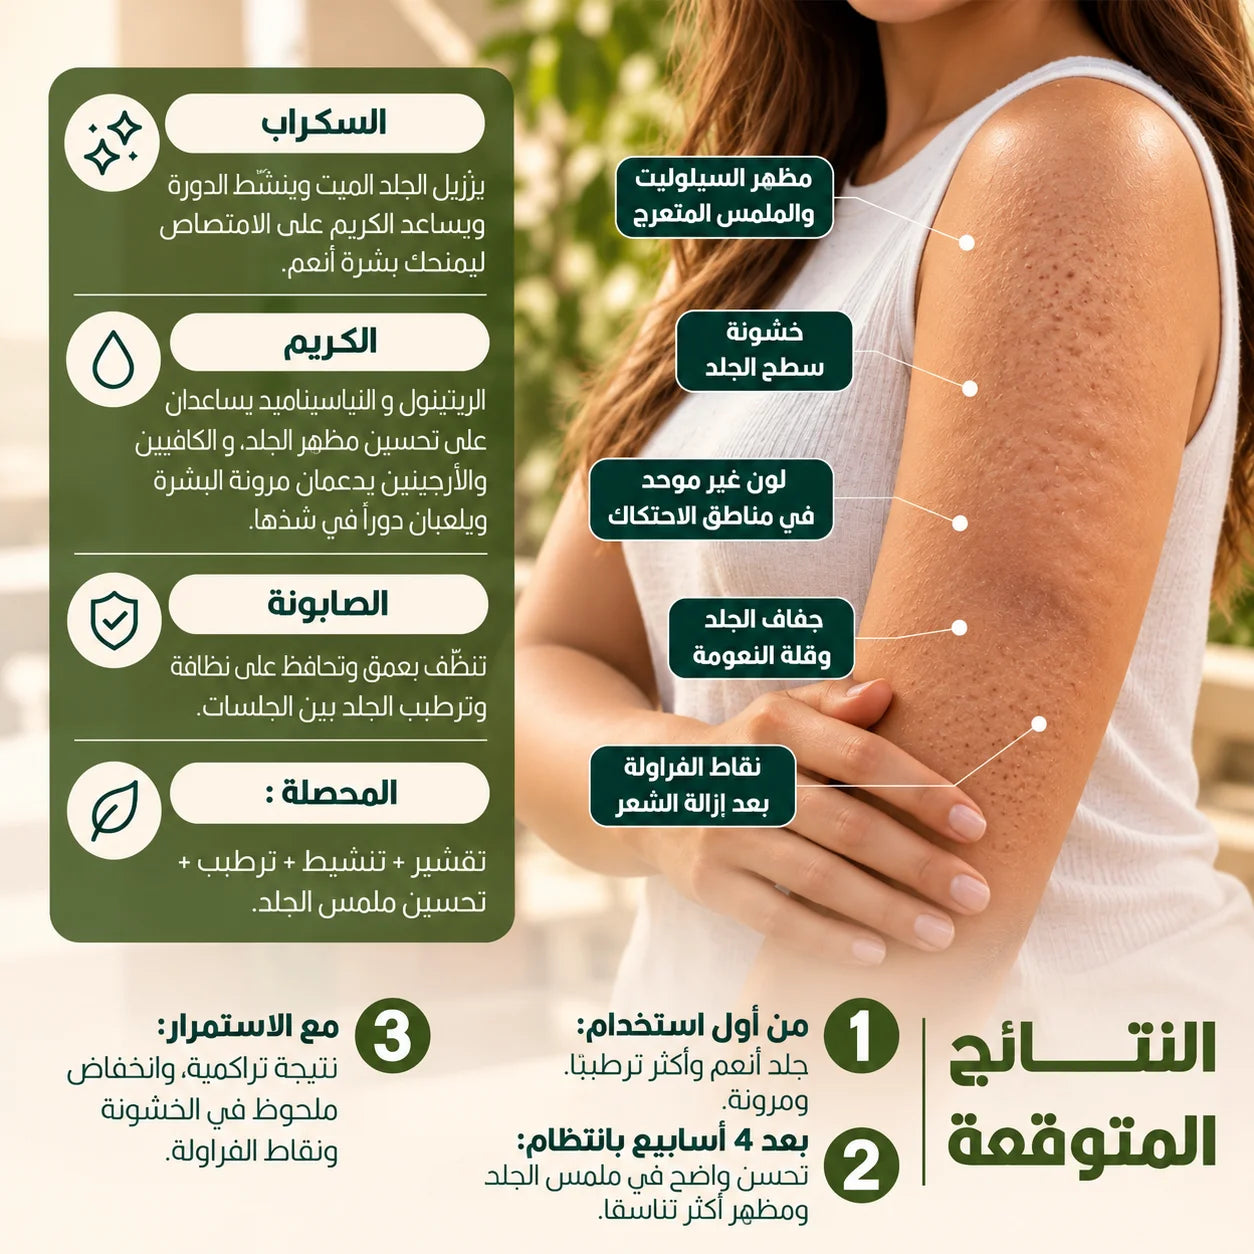 السكراب
يزُزيل الجلد الميت وينشّط الدورة
ويساعد الكريم على الامتصاص
ليمنحك بشرة أنعم.
الكريم
الريتينول و النياسيناميد يساعدان
على تحسين مظهر الجلد، و الكافيين
والأرجينين يدعمان مرونة البشرة
ويلعبان دوراً في شدها.
الصابونة
تنظّف بعمق وتحافظ على نظافة
وترطيب الجلد بين الجلسات.
المحصلة :
تقشير + تنشيط + ترطيب +
تحسين ملمس الجلد.
مظهر السيلوليت
والملمس المتعرج
خشونة
سطح الجلد
لون غير موحد
في مناطق الاحتكاك
جفاف الجلد
وقلة النعومة
نقاط الفراولة
بعد إزالة الشعر
النتـــائج
المتوقعة
1
من أول استخدام:
جلد أنعم وأكثر ترطيبًا.
ومرونة.
2
بعد 4 أسابيع بانتظام:
تحسن واضح في ملمس الجلد
ومظهر أكثر تناسقا.
3
مع الاستمرار:
نتيجة تراكمية، وانخفاض
ملحوظ في الخشونة
ونقاط الفراولة.